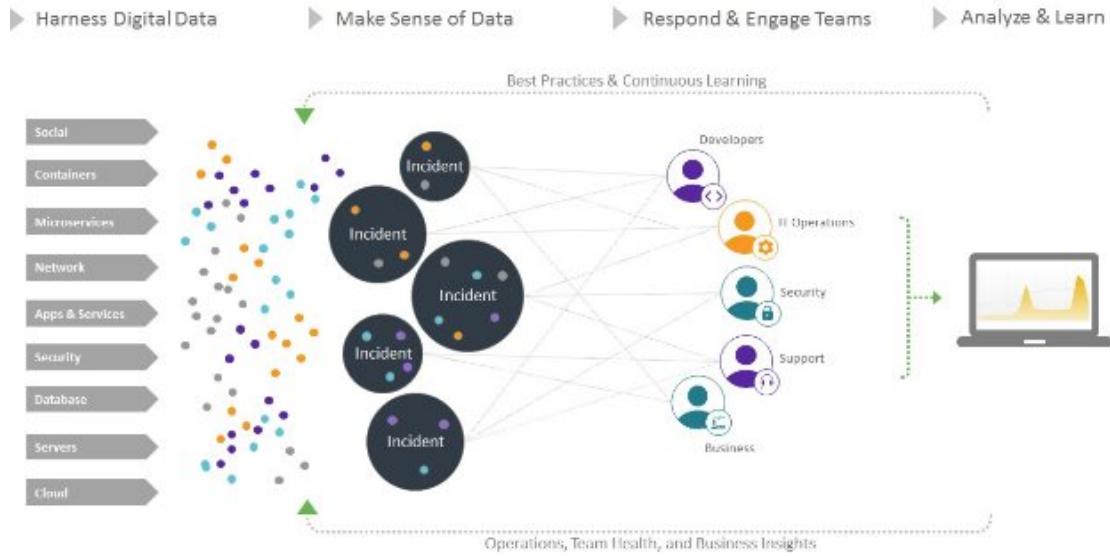 Harness Digital Data
Make Sense of Data
Respond & Engage Teams
Analyze & Learn
Best Practices & Continuous Learning
Social
Containers
Microservices
Network
Apps & Services
Security
Database
Servers
Cloud
Incident
Incident
Incident
Incident
Incident
Developers
IT Operations
Security
Support
Business
Operations, Team Health, and Business Insights